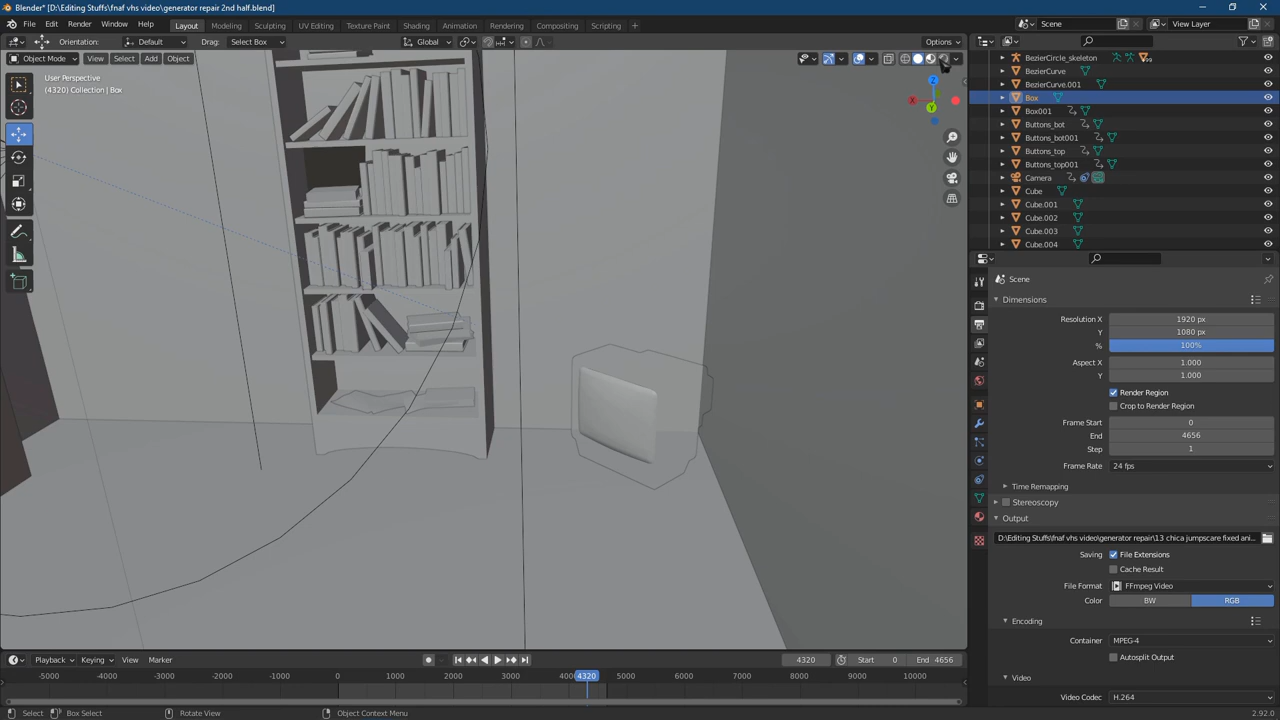 Blender* [D:\Editing Stuffs\fnaf vhs video\generator repair 2nd half.blend]
File Edit Render Window Help
Layout Modeling Sculpting UV Editing Texture Paint Shading Animation Rendering Compositing Scripting
Scene View Layer
Orientation: Default Drag: Select Box Global Options
Object Mode View Select Add Object
User Perspective
(4320) Collection | Box
Z
X
Y
BezierCircle_skeleton
BezierCurve
BezierCurve.001
Box
Box001
Buttons_bot
Buttons_bot001
Buttons_top
Buttons_top001
Camera
Cube
Cube.001
Cube.002
Cube.003
Cube.004
Scene
Dimensions
Resolution X 1920 px
Y 1080 px
% 100%
Aspect X 1.000
Y 1.000
Render Region
Crop to Render Region
Frame Start 0
End 4656
Step 1
Frame Rate 24 fps
Time Remapping
Stereoscopy
Output
D:\Editing Stuffs\fnaf vhs video\generator repair\13 chica jumpscare fixed ani...
Saving File Extensions
Cache Result
File Format FFmpeg Video
Color BW RGB
Encoding
Container MPEG-4
Autosplit Output
Video
Video Codec H.264
Playback Keying View Marker 4320 Start 0 End 4656
-5000 -4000 -3000 -2000 -1000 0 1000 2000 3000 4320 5000 6000 7000 8000 9000 10000
Select Box Select Rotate View Object Context Menu 2.92.0